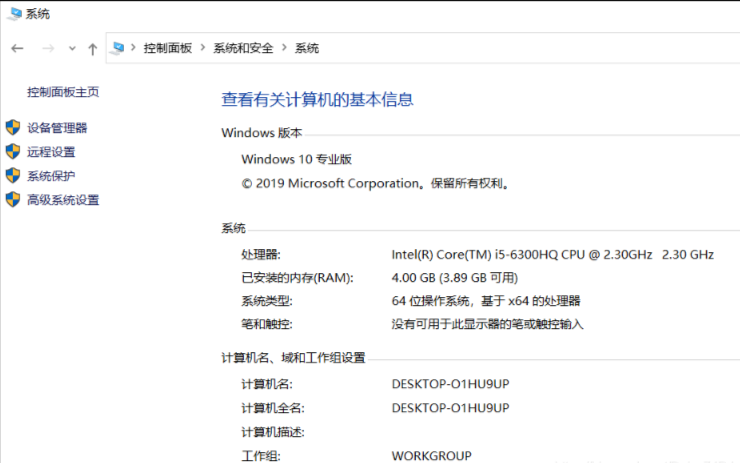 系统
控制面板 > 系统和安全 > 系统
控制面板主页
设备管理器
远程设置
系统保护
高级系统设置
查看有关计算机的基本信息
Windows 版本
Windows 10 专业版
© 2019 Microsoft Corporation。保留所有权利。
系统
处理器: Intel(R) Core(TM) i5-6300HQ CPU @ 2.30GHz 2.30 GHz
已安装的内存(RAM): 4.00 GB (3.89 GB 可用)
系统类型: 64 位操作系统，基于 x64 的处理器
笔和触控: 没有可用于此显示器的笔或触控输入
计算机名、域和工作组设置
计算机名: DESKTOP-O1HU9UP
计算机全名: DESKTOP-O1HU9UP
计算机描述:
工作组: WORKGROUP